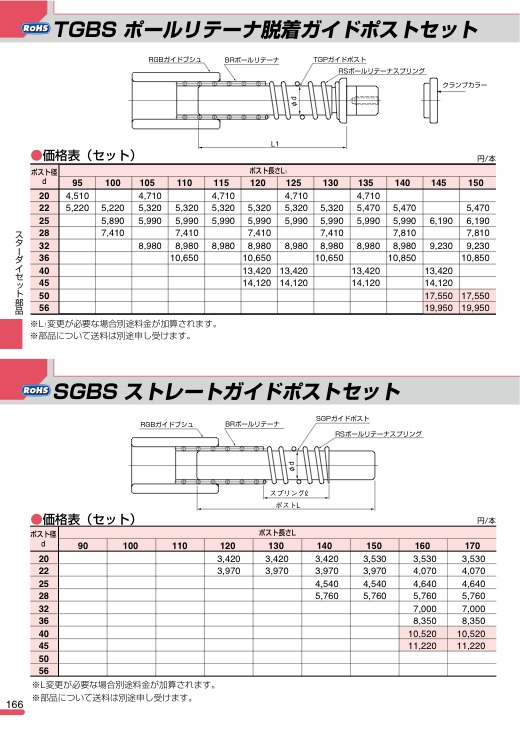 RoHS TGBS ボールリテーナ脱着ガイドポストセット
RGBガイドブシュ BRボールリテーナ TGPガイドポスト
RSボールリテーナスプリング
クランプカラー
φd
L1
●価格表（セット） 円/本
ポスト径 d ポスト長さL1
95 100 105 110 115 120 125 130 135 140 145 150
20 4,510 4,710 4,710 4,710 4,710
22 5,220 5,220 5,320 5,320 5,320 5,320 5,320 5,320 5,470 5,470 5,470
25 5,890 5,990 5,990 5,990 5,990 5,990 5,990 5,990 5,990 6,190 6,190
28 7,410 7,410 7,410 7,410 7,810 7,810
32 8,980 8,980 8,980 8,980 8,980 8,980 8,980 8,980 9,230 9,230
36 10,650 10,650 10,650 10,850 10,850
40 13,420 13,420 13,420 13,420
45 14,120 14,120 14,120 14,120
50 17,550 17,550
56 19,950 19,950
※L1変更が必要な場合別途料金が加算されます。
※部品について送料は別途申し受けます。
スターダイセット部品
RoHS SGBS ストレートガイドポストセット
RGBガイドブシュ BRボールリテーナ SGPガイドポスト
RSボールリテーナスプリング
φd
スプリングℓ
ポストL
●価格表（セット） 円/本
ポスト径 d ポスト長さL
90 100 110 120 130 140 150 160 170
20 3,420 3,420 3,420 3,530 3,530 3,530
22 3,970 3,970 3,970 3,970 4,070 4,070
25 4,540 4,540 4,640 4,640
28 5,760 5,760 5,760 5,760
32 7,000 7,000
36 8,350 8,350
40 10,520 10,520
45 11,220 11,220
50
56
※L変更が必要な場合別途料金が加算されます。
※部品について送料は別途申し受けます。
166